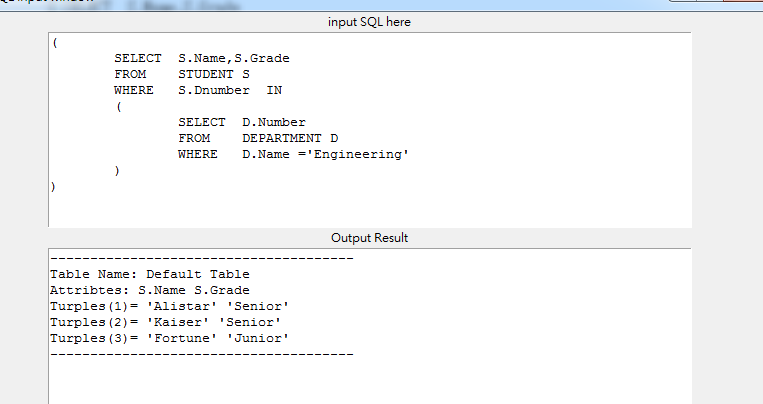 input SQL here
(
SELECT S.Name,S.Grade
FROM STUDENT S
WHERE S.Dnumber IN
(
SELECT D.Number
FROM DEPARTMENT D
WHERE D.Name ='Engineering'
)
)
Output Result
--------------------------------------
Table Name: Default Table
Attribtes: S.Name S.Grade
Turples(1)= 'Alistar' 'Senior'
Turples(2)= 'Kaiser' 'Senior'
Turples(3)= 'Fortune' 'Junior'
--------------------------------------